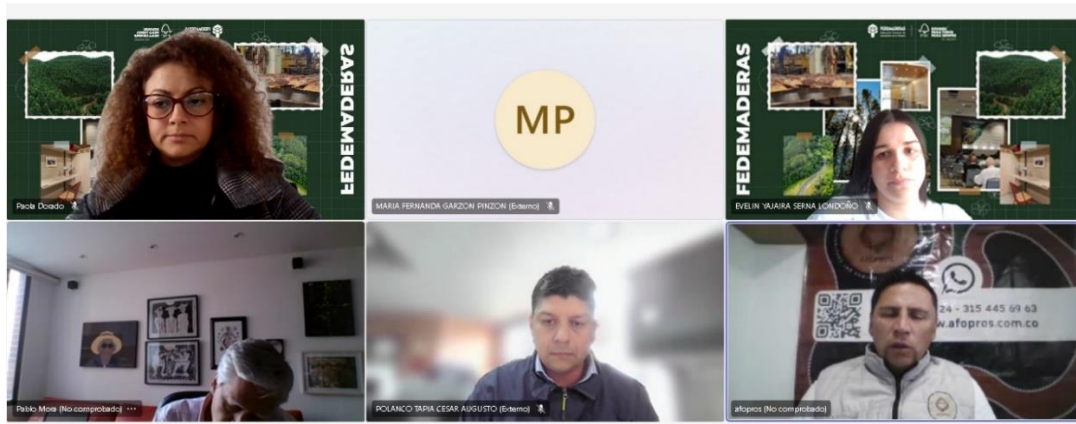 FEDEMADERAS
Paola Dorado
MP
MARIA FERNANDA GARZON PINZON (Externo)
FEDEMADERAS
EVELIN YAJAIRA SERNA LONDOÑO
Pablo Mora (No comprobado)
POLANCO TAPIA CESAR AUGUSTO (Externo)
24 - 315 445 69 63
w.afopros.com.co
afopros (No comprobado)